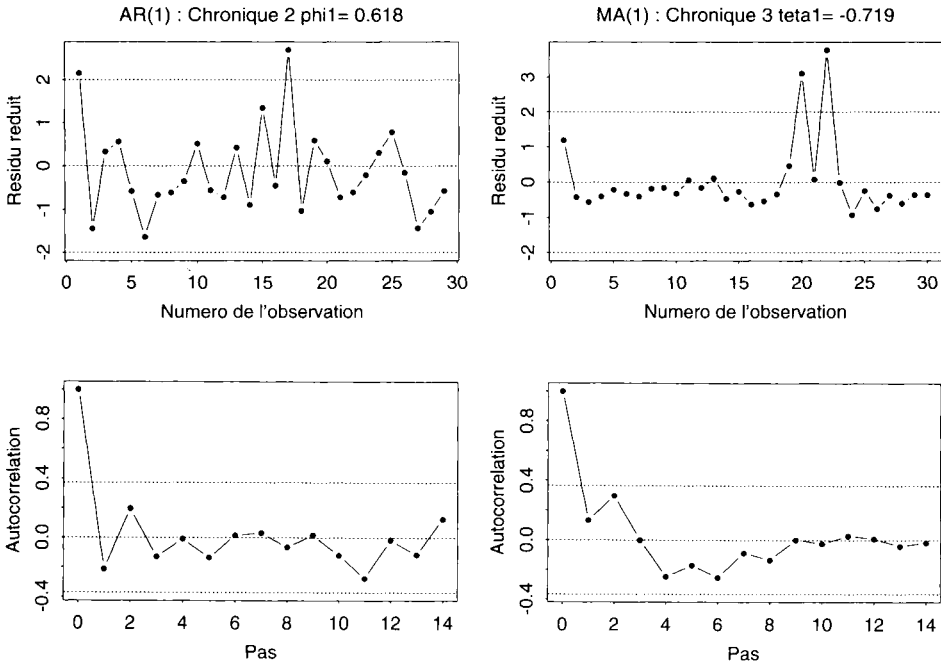 AR(1) : Chronique 2 phi1= 0.618
Residu reduit
2
1
0
-1
-2
0 5 10 15 20 25 30
Numero de l'observation
MA(1) : Chronique 3 teta1= -0.719
Residu reduit
3
2
1
0
-1
-2
0 5 10 15 20 25 30
Numero de l'observation
Autocorrelation
0.8
0.4
0.0
-0.4
0 2 4 6 8 10 12 14
Pas
Autocorrelation
0.8
0.4
0.0
-0.4
0 2 4 6 8 10 12 14
Pas